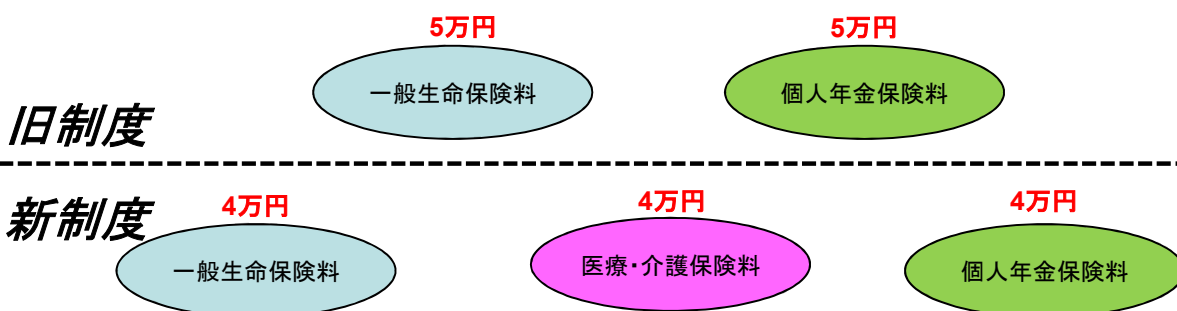 5万円 5万円
一般生命保険料 個人年金保険料
旧制度
新制度
4万円 4万円 4万円
一般生命保険料 医療・介護保険料 個人年金保険料